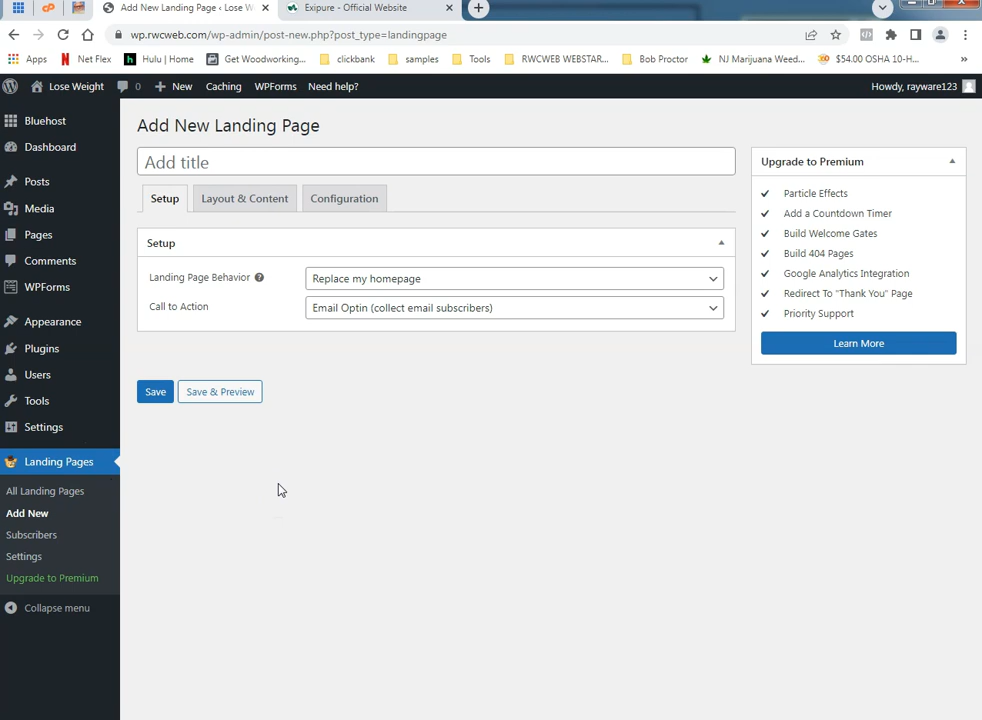 Add New Landing Page ‹ Lose W
Exipure - Official Website
wp.rwcweb.com/wp-admin/post-new.php?post_type=landingpage
Apps
Net Flex
Hulu | Home
Get Woodworking...
clickbank
samples
Tools
RWCWEB WEBSTAR...
Bob Proctor
NJ Marijuana Weed...
$54.00 OSHA 10-H...
»
Lose Weight
0
New
Caching
WPForms
Need help?
Howdy, rayware123
Bluehost
Dashboard
Posts
Media
Pages
Comments
WPForms
Appearance
Plugins
Users
Tools
Settings
Landing Pages
All Landing Pages
Add New
Subscribers
Settings
Upgrade to Premium
Collapse menu
Add New Landing Page
Add title
Setup
Layout & Content
Configuration
Setup
Landing Page Behavior
Replace my homepage
Call to Action
Email Optin (collect email subscribers)
Save
Save & Preview
Upgrade to Premium
Particle Effects
Add a Countdown Timer
Build Welcome Gates
Build 404 Pages
Google Analytics Integration
Redirect To "Thank You" Page
Priority Support
Learn More